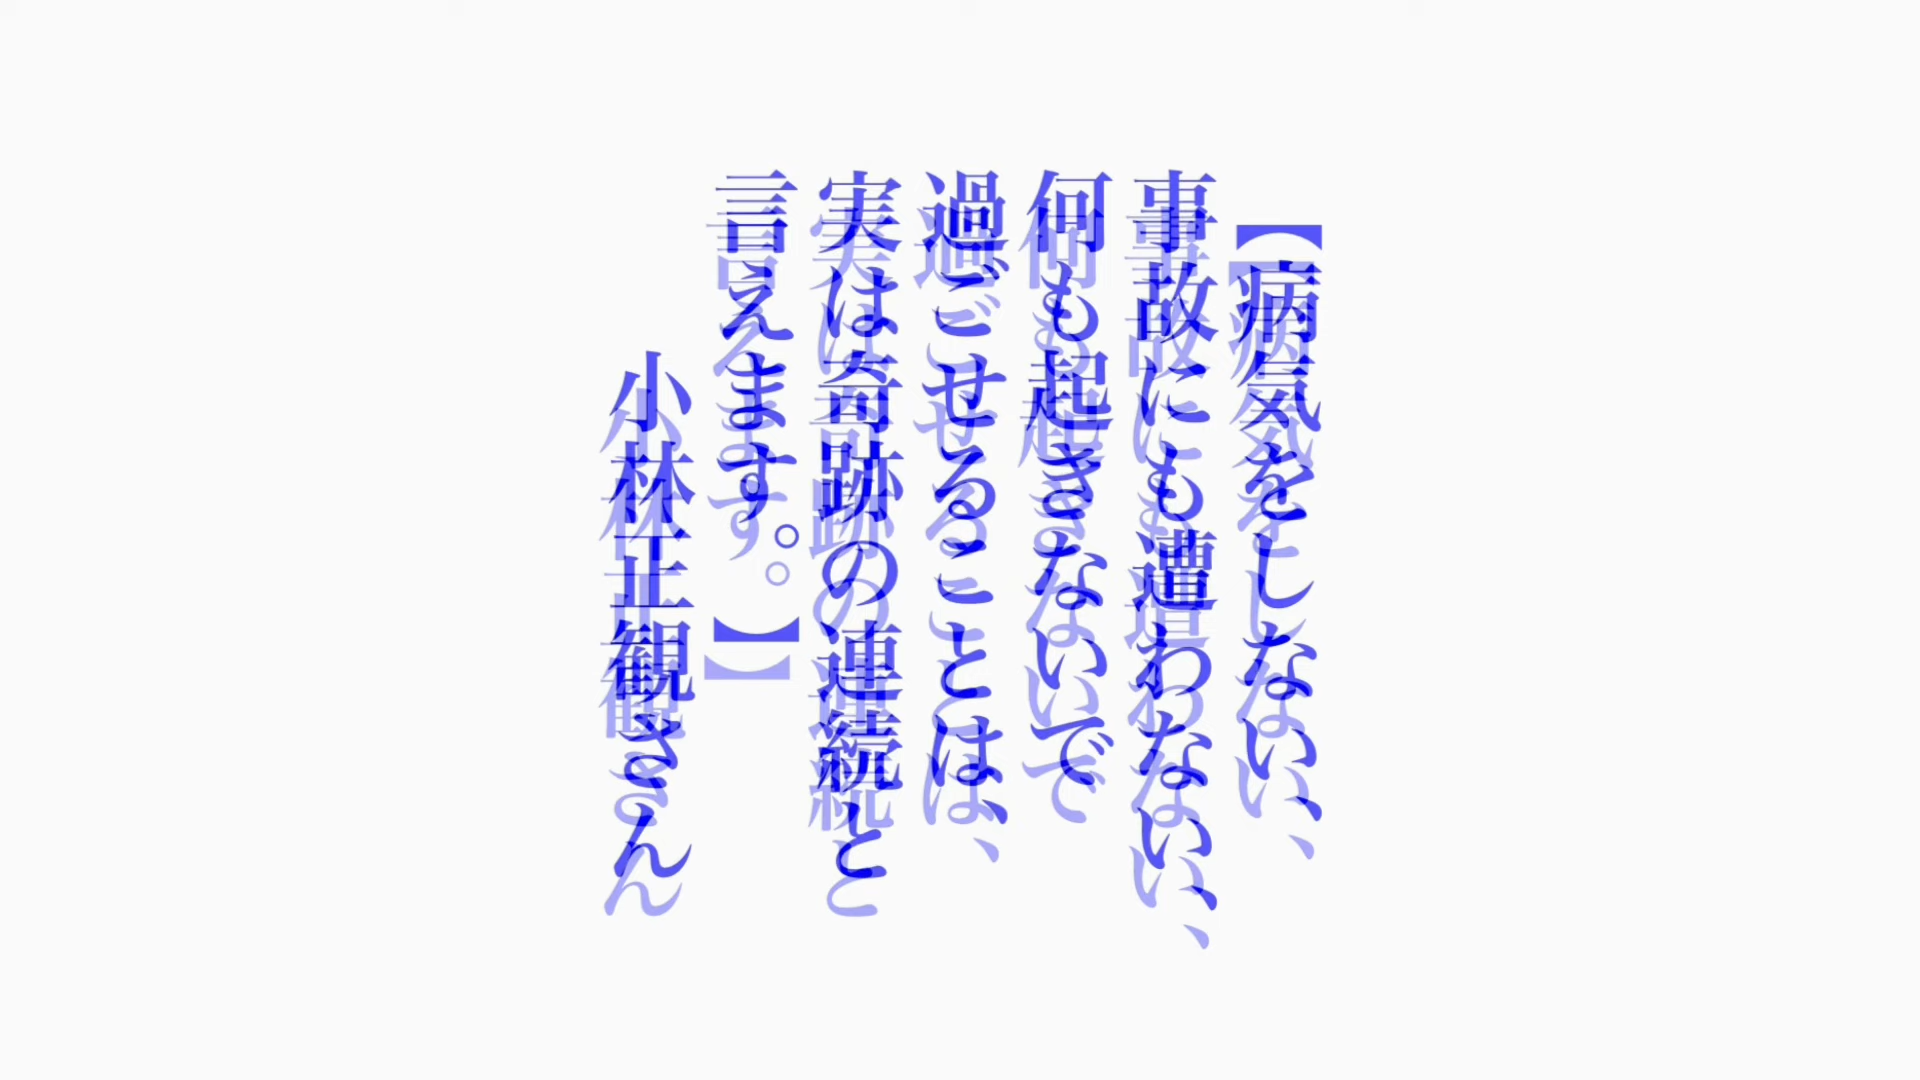 【病気をしない、
事故にも遭わない、
何も起きないで
過ごせることは、
実は奇跡の連続と
言えます。】
小林正観さん